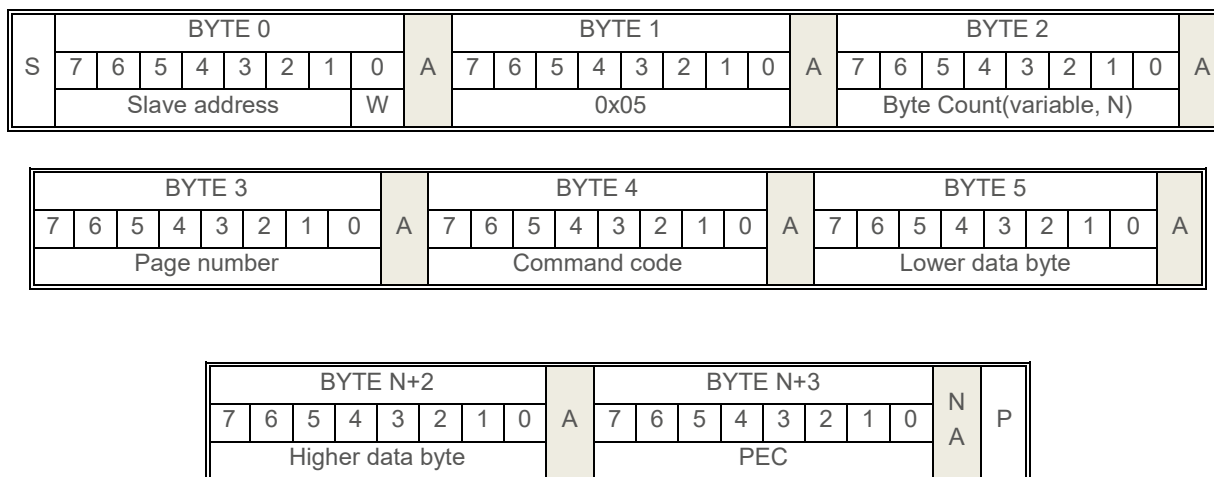 BYTE 0 BYTE 1 BYTE 2
S 7 6 5 4 3 2 1 0 A 7 6 5 4 3 2 1 0 A 7 6 5 4 3 2 1 0 A
Slave address W 0x05 Byte Count(variable, N)
BYTE 3 BYTE 4 BYTE 5
7 6 5 4 3 2 1 0 A 7 6 5 4 3 2 1 0 A 7 6 5 4 3 2 1 0 A
Page number Command code Lower data byte
BYTE N+2 BYTE N+3
7 6 5 4 3 2 1 0 A 7 6 5 4 3 2 1 0 N A P
Higher data byte PEC